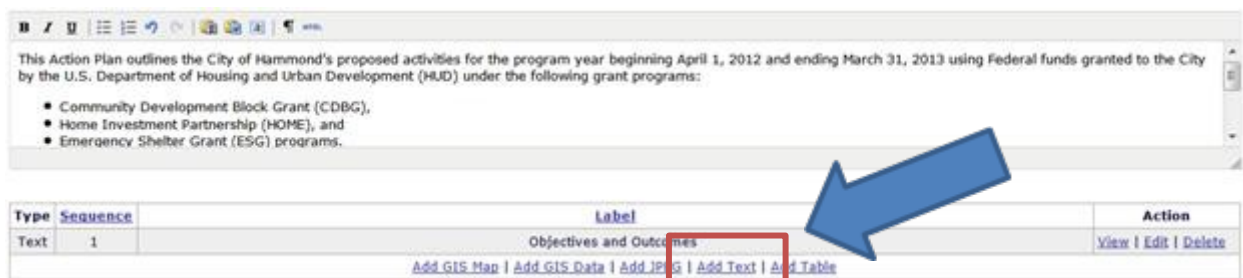 B I U HTML
This Action Plan outlines the City of Hammond's proposed activities for the program year beginning April 1, 2012 and ending March 31, 2013 using Federal funds granted to the City
by the U.S. Department of Housing and Urban Development (HUD) under the following grant programs:
• Community Development Block Grant (CDBG),
• Home Investment Partnership (HOME), and
• Emergency Shelter Grant (ESG) programs.
Type Sequence Label Action
Text 1 Objectives and Outcomes View | Edit | Delete
Add GIS Map | Add GIS Data | Add JPEG | Add Text | Add Table